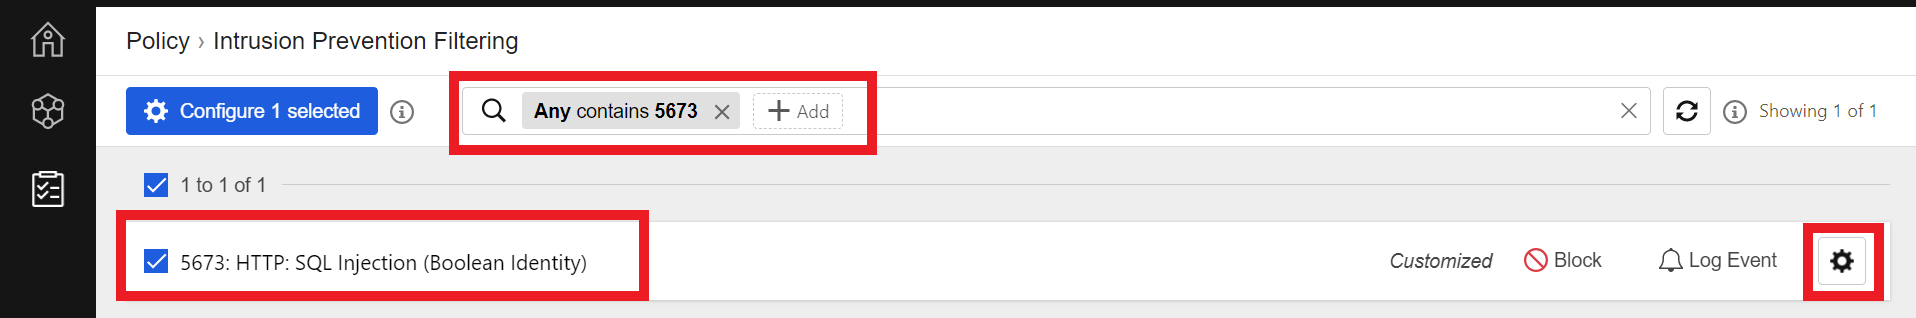 Policy › Intrusion Prevention Filtering
Configure 1 selected
Any contains 5673
Add
Showing 1 of 1
1 to 1 of 1
5673: HTTP: SQL Injection (Boolean Identity)
Customized
Block
Log Event